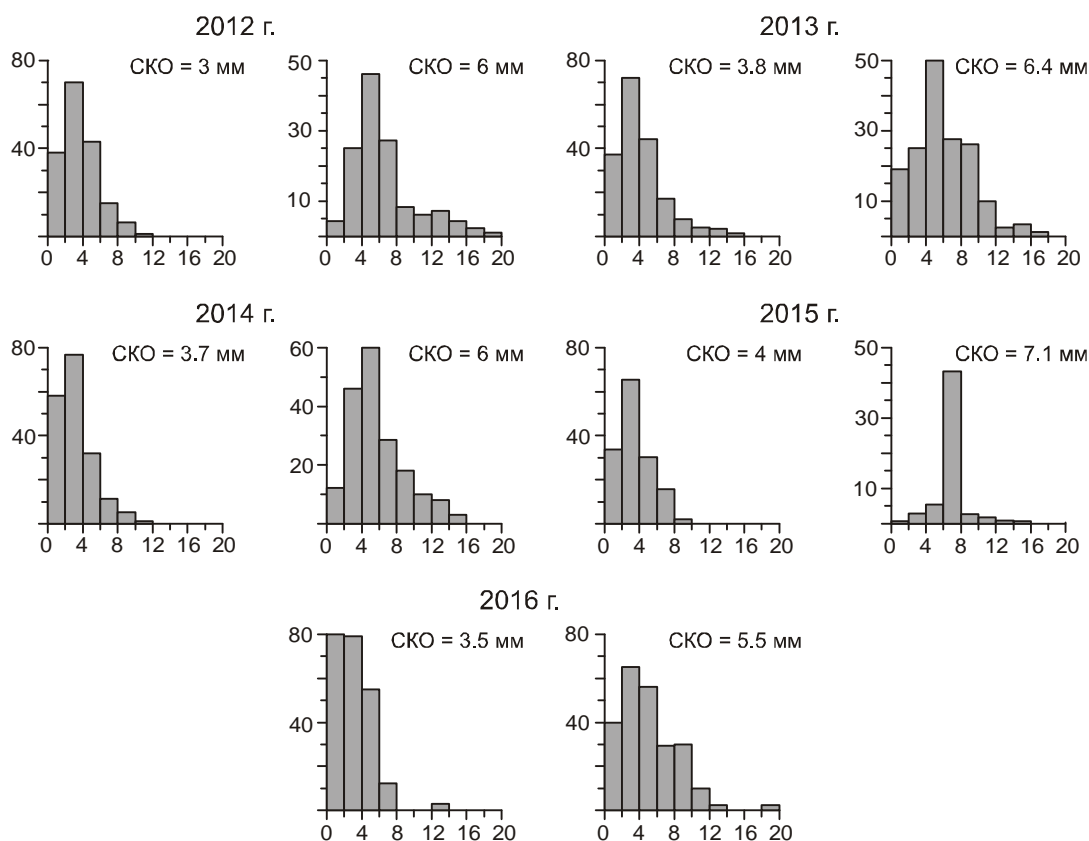 2012 г.
2013 г.
80
40
СКО = 3 мм
0 4 8 12 16 20
50
30
10
СКО = 6 мм
0 4 8 12 16 20
80
40
СКО = 3.8 мм
0 4 8 12 16 20
50
30
10
СКО = 6.4 мм
0 4 8 12 16 20
2014 г.
2015 г.
80
40
СКО = 3.7 мм
0 4 8 12 16 20
60
40
20
СКО = 6 мм
0 4 8 12 16 20
80
40
СКО = 4 мм
0 4 8 12 16 20
50
30
10
СКО = 7.1 мм
0 4 8 12 16 20
2016 г.
80
40
СКО = 3.5 мм
0 4 8 12 16 20
80
40
СКО = 5.5 мм
0 4 8 12 16 20